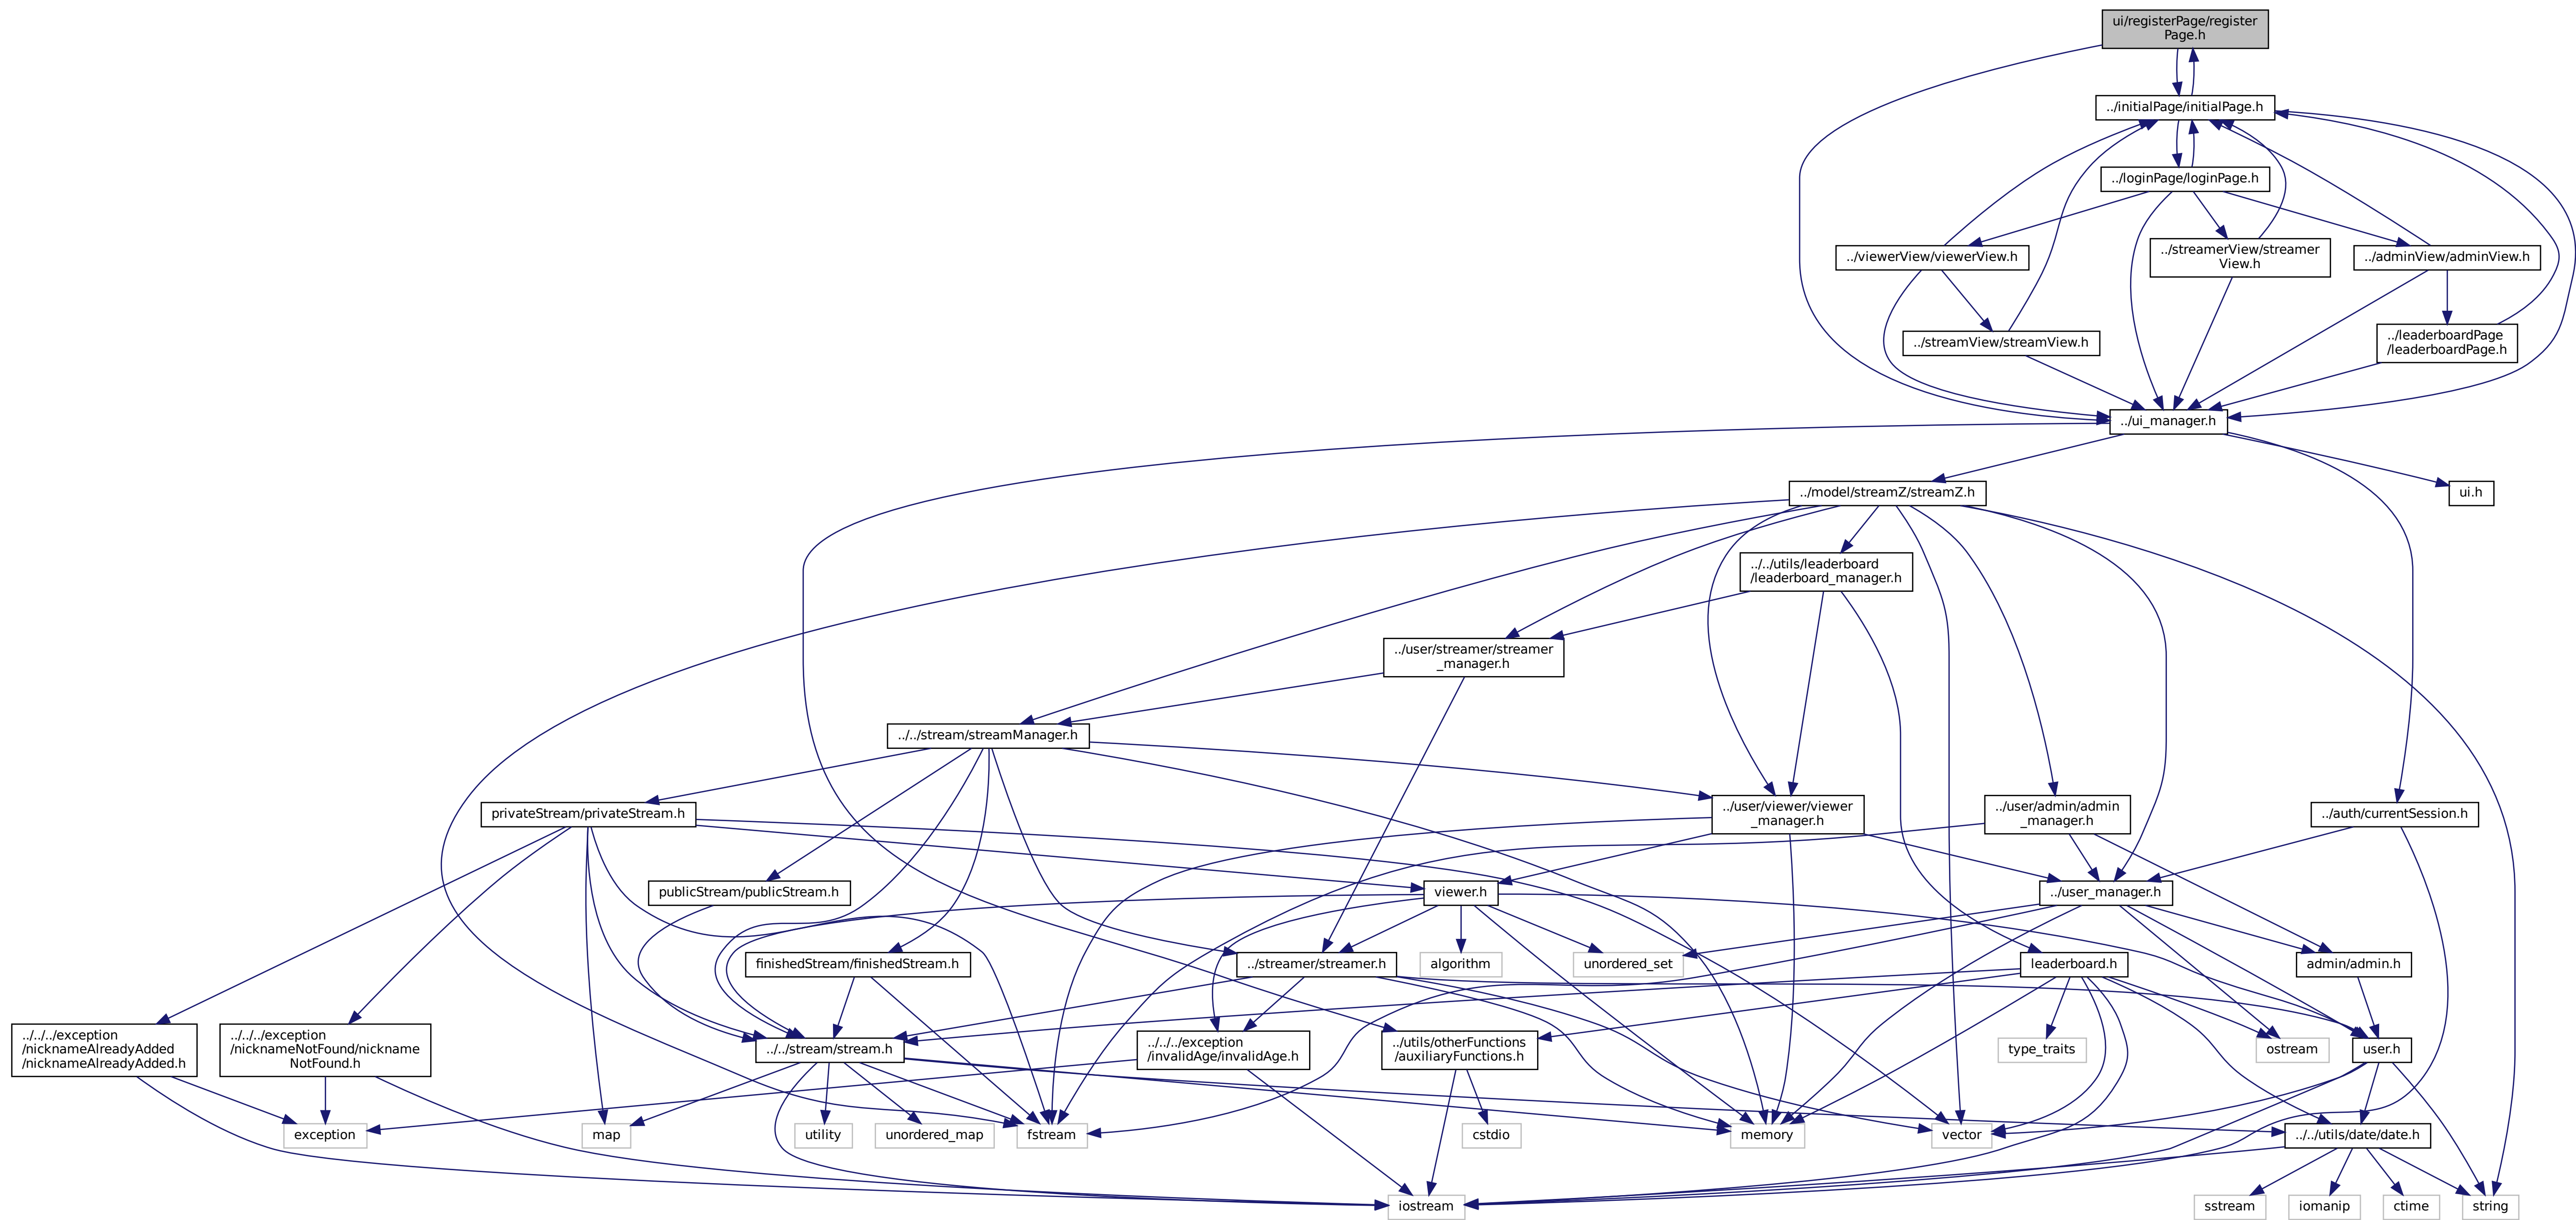 ui/registerPage/register
Page.h
../initialPage/initialPage.h
../loginPage/loginPage.h
../viewerView/viewerView.h
../streamerView/streamer
View.h
../adminView/adminView.h
../streamView/streamView.h
../leaderboardPage
/leaderboardPage.h
../ui_manager.h
../model/streamZ/streamZ.h
ui.h
../../utils/leaderboard
/leaderboard_manager.h
../user/streamer/streamer
_manager.h
../../stream/streamManager.h
privateStream/privateStream.h
../user/viewer/viewer
_manager.h
../user/admin/admin
_manager.h
../auth/currentSession.h
publicStream/publicStream.h
viewer.h
../user_manager.h
finishedStream/finishedStream.h
../streamer/streamer.h
algorithm
unordered_set
leaderboard.h
admin/admin.h
../../../exception
/nicknameAlreadyAdded
/nicknameAlreadyAdded.h
../../../exception
/nicknameNotFound/nickname
NotFound.h
../../stream/stream.h
../../../exception
/invalidAge/invalidAge.h
../utils/otherFunctions
/auxiliaryFunctions.h
type_traits
ostream
user.h
exception
map
utility
unordered_map
fstream
cstdio
memory
vector
../../utils/date/date.h
iostream
sstream
iomanip
ctime
string